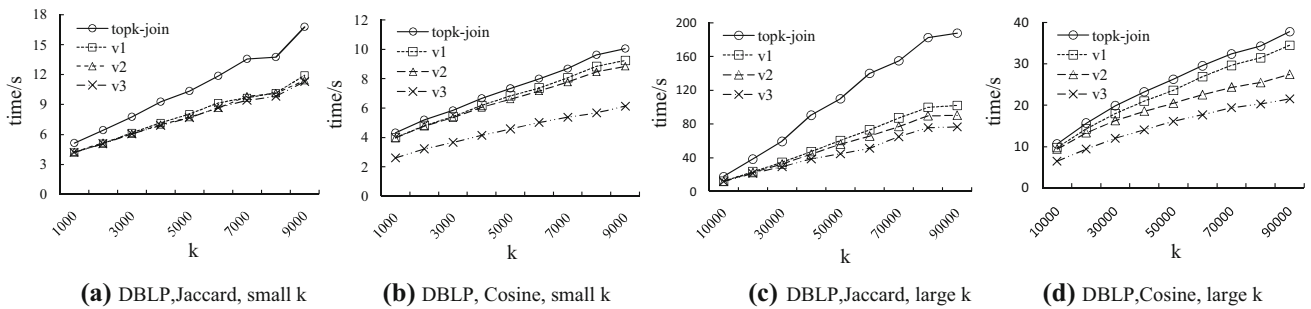 time/s
18
15
12
9
6
3
0
topk-join
v1
v2
v3
1000
3000
5000
7000
9000
k
(a) DBLP,Jaccard, small k
time/s
12
10
8
6
4
2
0
topk-join
v1
v2
v3
1000
3000
5000
7000
9000
k
(b) DBLP, Cosine, small k
time/s
200
160
120
80
40
0
topk-join
v1
v2
v3
10000
30000
50000
70000
90000
k
(c) DBLP,Jaccard, large k
time/s
40
30
20
10
0
topk-join
v1
v2
v3
10000
30000
50000
70000
90000
k
(d) DBLP,Cosine, large k